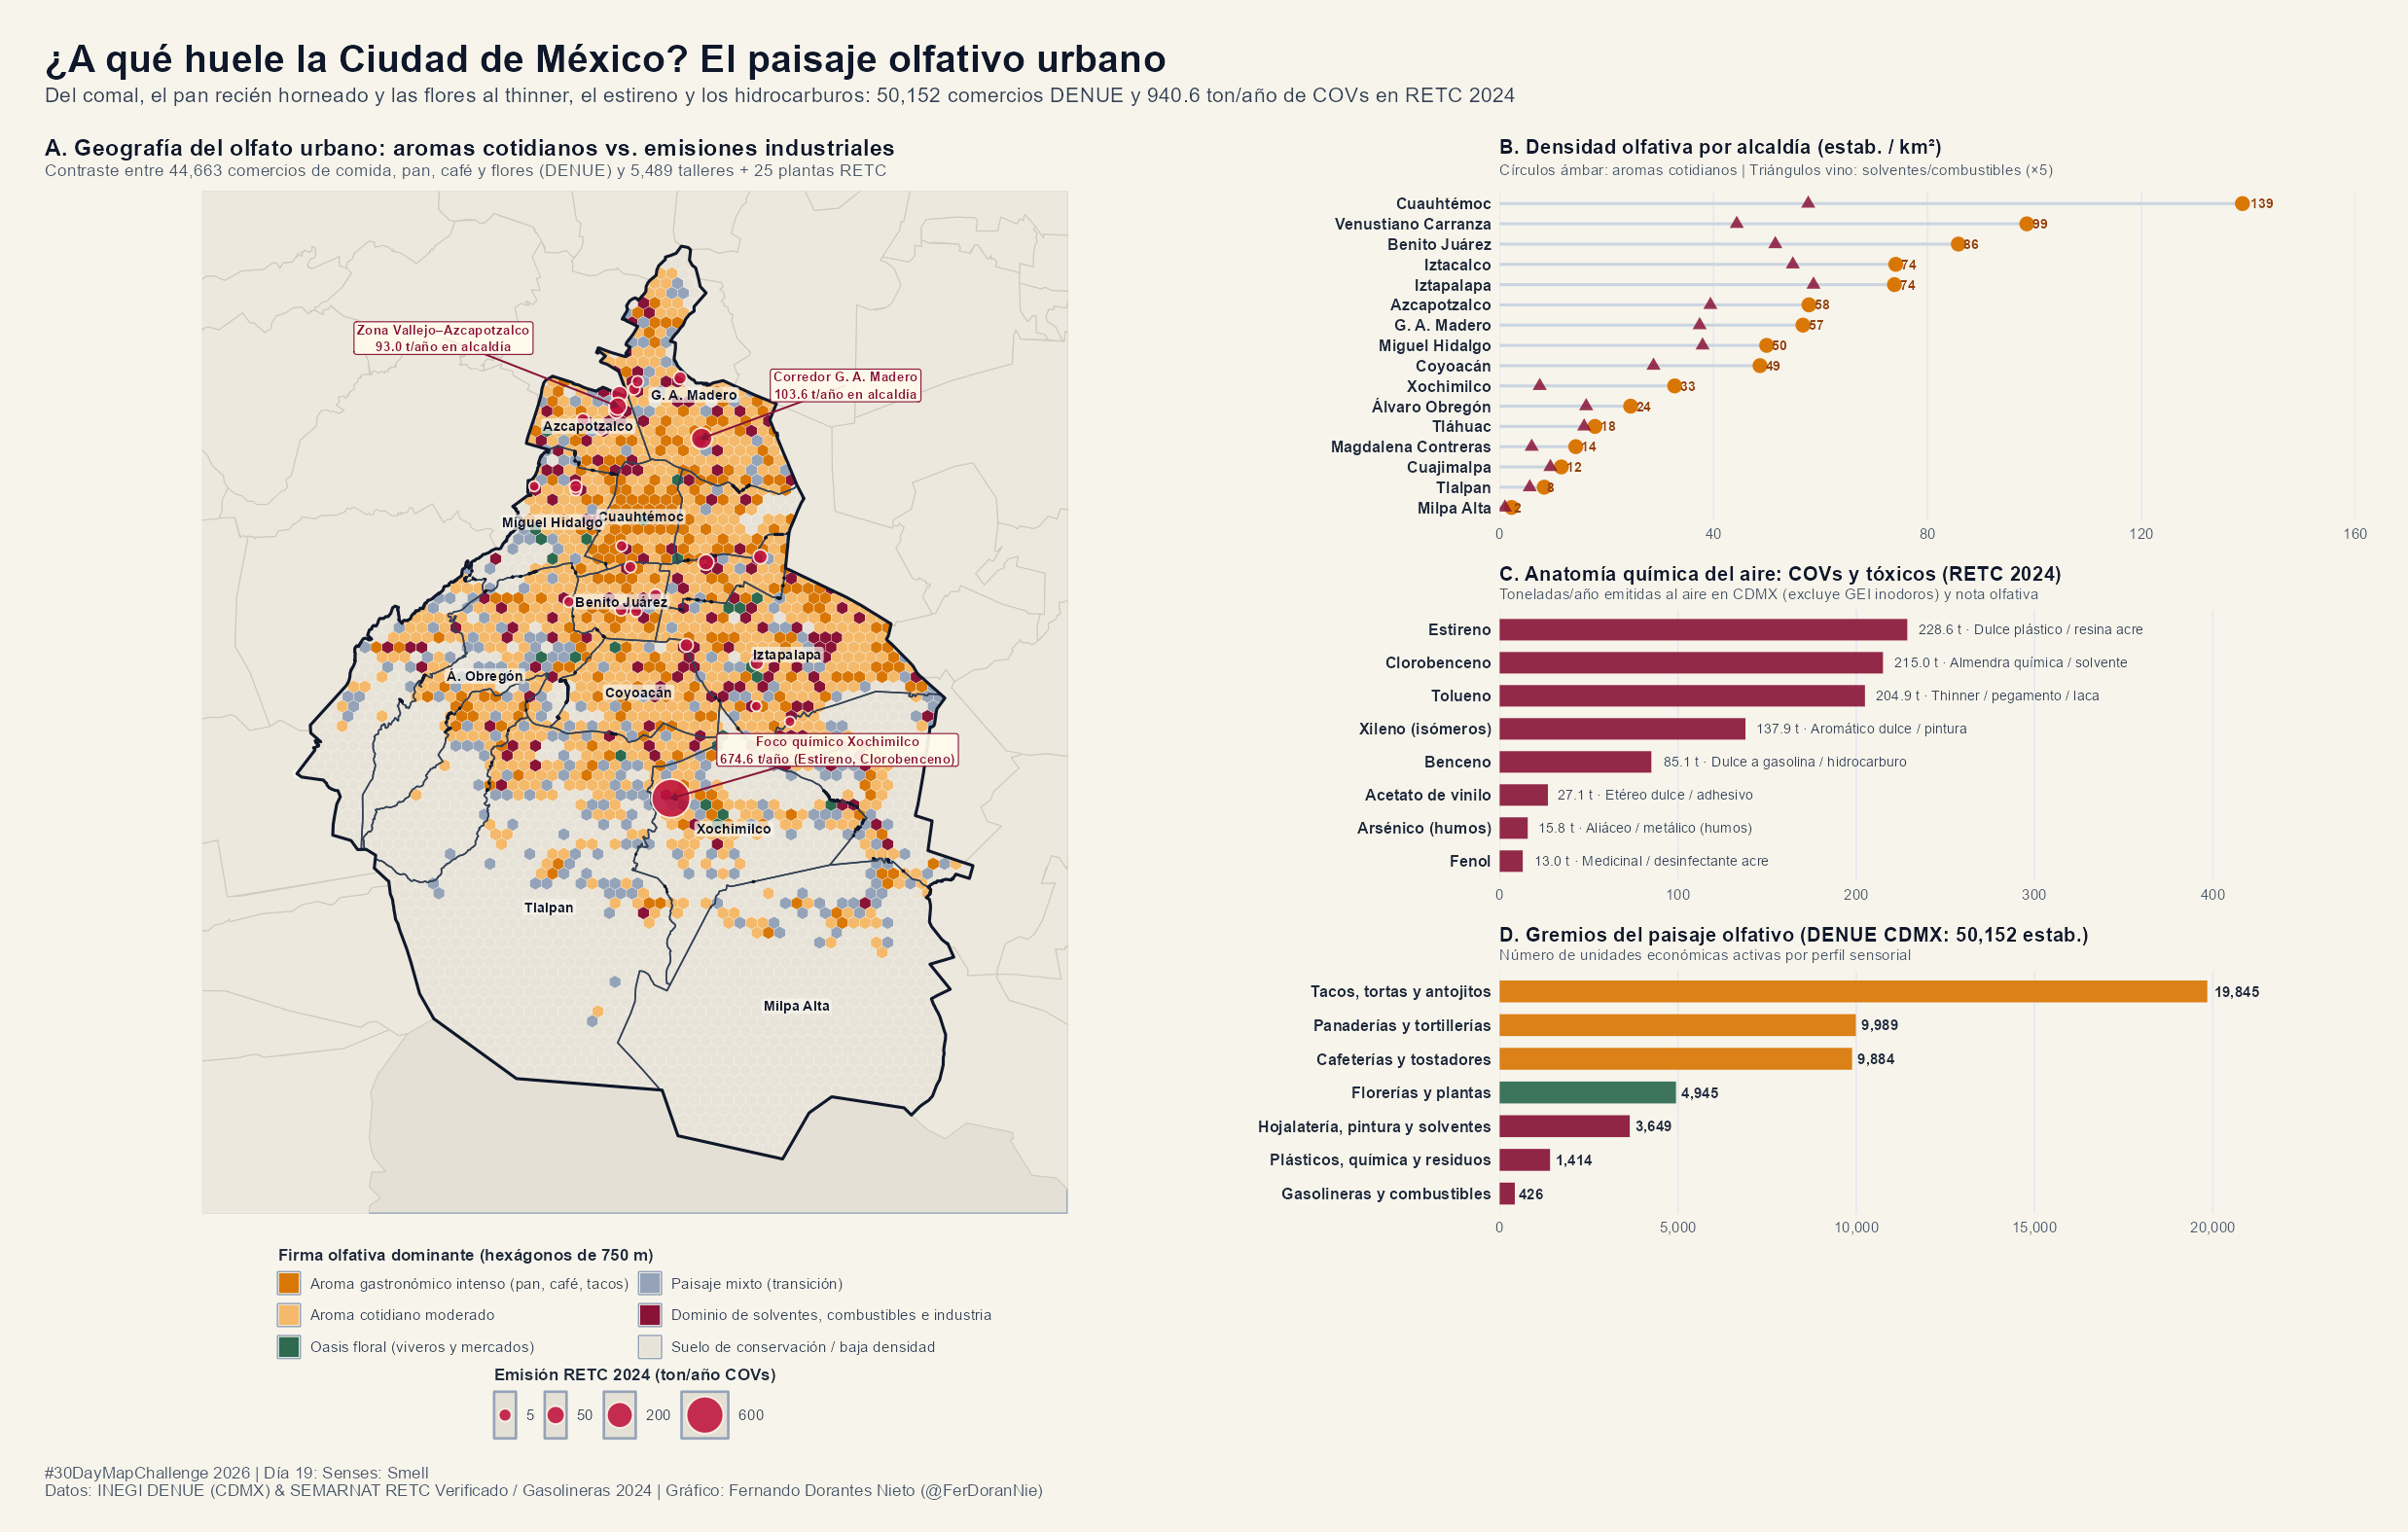 ¿A qué huele la Ciudad de México? El paisaje olfativo urbano
Del comal, el pan recién horneado y las flores al thinner, el estireno y los hidrocarburos: 50,152 comercios DENUE y 940.6 ton/año de COVs en RETC 2024
A. Geografía del olfato urbano: aromas cotidianos vs. emisiones industriales
Contraste entre 44,663 comercios de comida, pan, café y flores (DENUE) y 5,489 talleres + 25 plantas RETC
Zona Vallejo–Azcapotzalco
93.0 t/año en alcaldía
Corredor G. A. Madero
103.6 t/año en alcaldía
G. A. Madero
Azcapotzalco
Miguel Hidalgo
Cuauhtémoc
Benito Juárez
Iztapalapa
Á. Obregón
Coyoacán
Foco químico Xochimilco
674.6 t/año (Estireno, Clorobenceno)
Xochimilco
Tlalpan
Milpa Alta
Firma olfativa dominante (hexágonos de 750 m)
Aroma gastronómico intenso (pan, café, tacos)
Paisaje mixto (transición)
Aroma cotidiano moderado
Dominio de solventes, combustibles e industria
Oasis floral (viveros y mercados)
Suelo de conservación / baja densidad
Emisión RETC 2024 (ton/año COVs)
5 50 200 600
B. Densidad olfativa por alcaldía (estab. / km²)
Círculos ámbar: aromas cotidianos | Triángulos vino: solventes/combustibles (×5)
Cuauhtémoc 139
Venustiano Carranza 99
Benito Juárez 86
Iztacalco 74
Iztapalapa 74
Azcapotzalco 58
G. A. Madero 57
Miguel Hidalgo 50
Coyoacán 49
Xochimilco 33
Álvaro Obregón 24
Tláhuac 18
Magdalena Contreras 14
Cuajimalpa 12
Tlalpan 8
Milpa Alta 2
0 40 80 120 160
C. Anatomía química del aire: COVs y tóxicos (RETC 2024)
Toneladas/año emitidas al aire en CDMX (excluye GEI inodoros) y nota olfativa
Estireno 228.6 t · Dulce plástico / resina acre
Clorobenceno 215.0 t · Almendra química / solvente
Tolueno 204.9 t · Thinner / pegamento / laca
Xileno (isómeros) 137.9 t · Aromático dulce / pintura
Benceno 85.1 t · Dulce a gasolina / hidrocarburo
Acetato de vinilo 27.1 t · Etéreo dulce / adhesivo
Arsénico (humos) 15.8 t · Aliáceo / metálico (humos)
Fenol 13.0 t · Medicinal / desinfectante acre
0 100 200 300 400
D. Gremios del paisaje olfativo (DENUE CDMX: 50,152 estab.)
Número de unidades económicas activas por perfil sensorial
Tacos, tortas y antojitos 19,845
Panaderías y tortillerías 9,989
Cafeterías y tostadores 9,884
Florerías y plantas 4,945
Hojalatería, pintura y solventes 3,649
Plásticos, química y residuos 1,414
Gasolineras y combustibles 426
0 5,000 10,000 15,000 20,000
#30DayMapChallenge 2026 | Día 19: Senses: Smell
Datos: INEGI DENUE (CDMX) & SEMARNAT RETC Verificado / Gasolineras 2024 | Gráfico: Fernando Dorantes Nieto (@FerDoranNie)